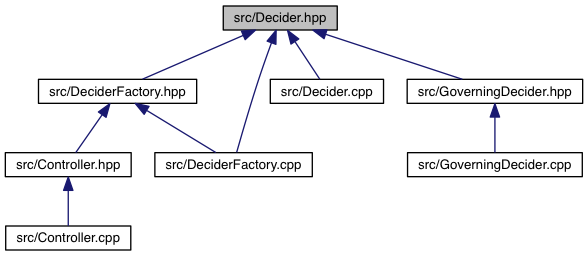 src/Decider.hpp
src/DeciderFactory.hpp
src/Decider.cpp
src/GoverningDecider.hpp
src/Controller.hpp
src/DeciderFactory.cpp
src/GoverningDecider.cpp
src/Controller.cpp